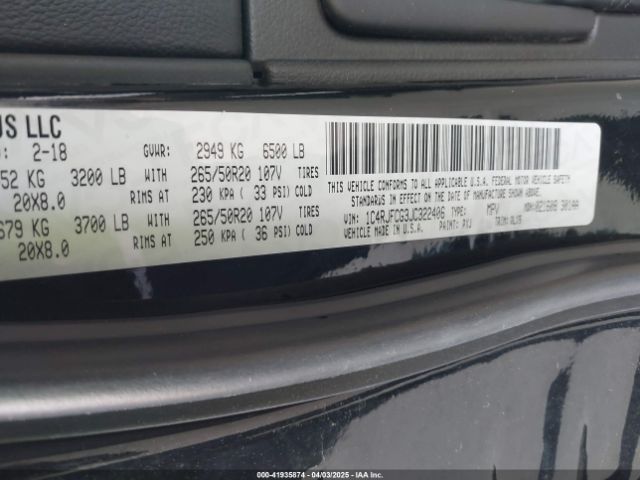 US LLC
: 2-18 GVWR: 2949 KG 6500 LB
52 KG 3200 LB 265/50R20 107V TIRES
20X8.0 RIMS AT 230 KPA ( 33 PSI) COLD
679 KG 3700 LB 265/50R20 107V TIRES
20X8.0 RIMS AT 250 KPA ( 36 PSI) COLD
THIS VEHICLE CONFORMS TO ALL APPLICABLE U.S.A. FEDERAL MOTOR VEHICLE SAFETY
STANDARDS IN EFFECT ON THE DATE OF MANUFACTURE SHOWN ABOVE.
VIN: 1C4RJFCG3JC322406 TYPE: MPV
VEHICLE MADE IN U.S.A. PAINT: PXJ TRIM:
000-41935874 | 04/03/2025 | IAAI.COM